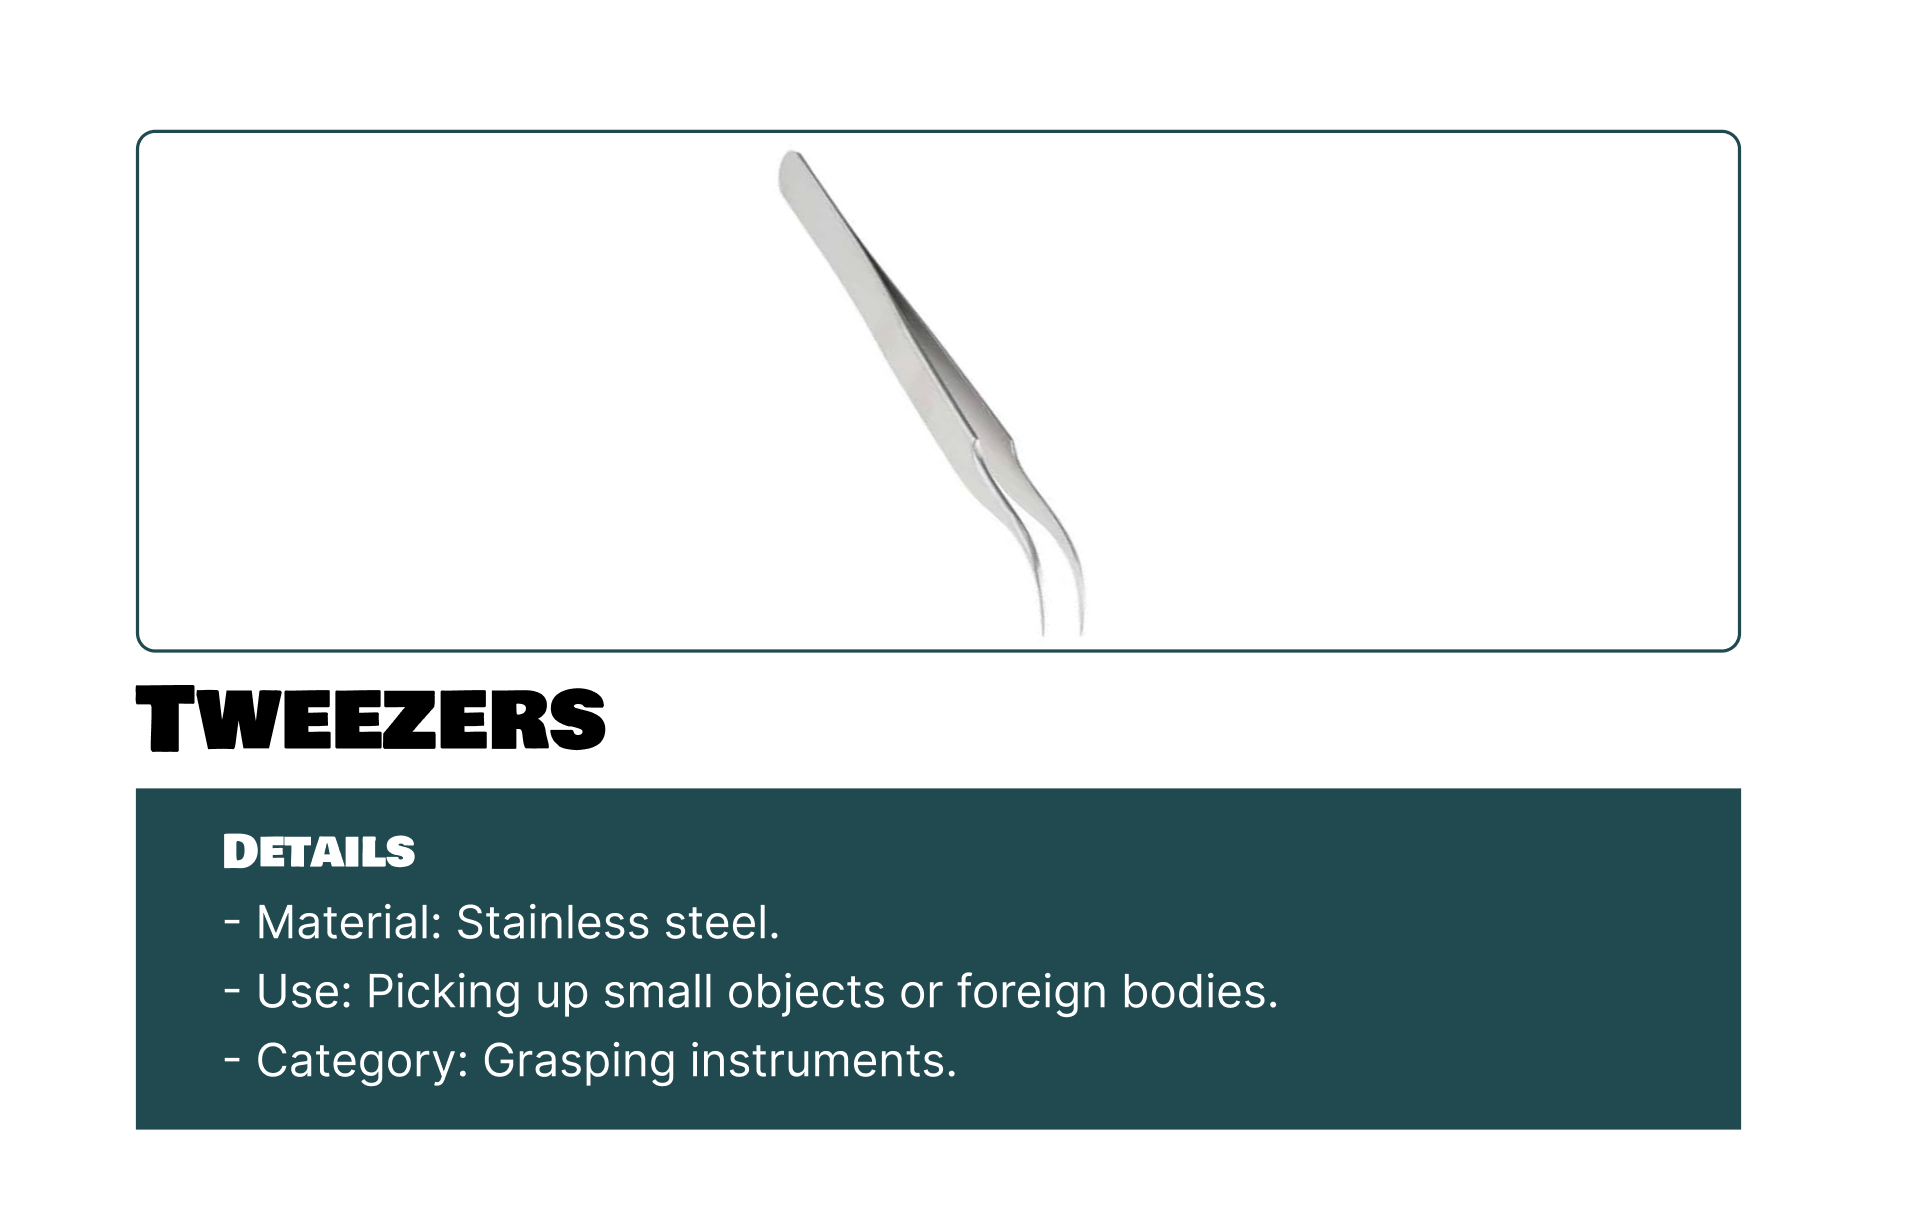 Tweezers
Details
- Material: Stainless steel.
- Use: Picking up small objects or foreign bodies.
- Category: Grasping instruments.